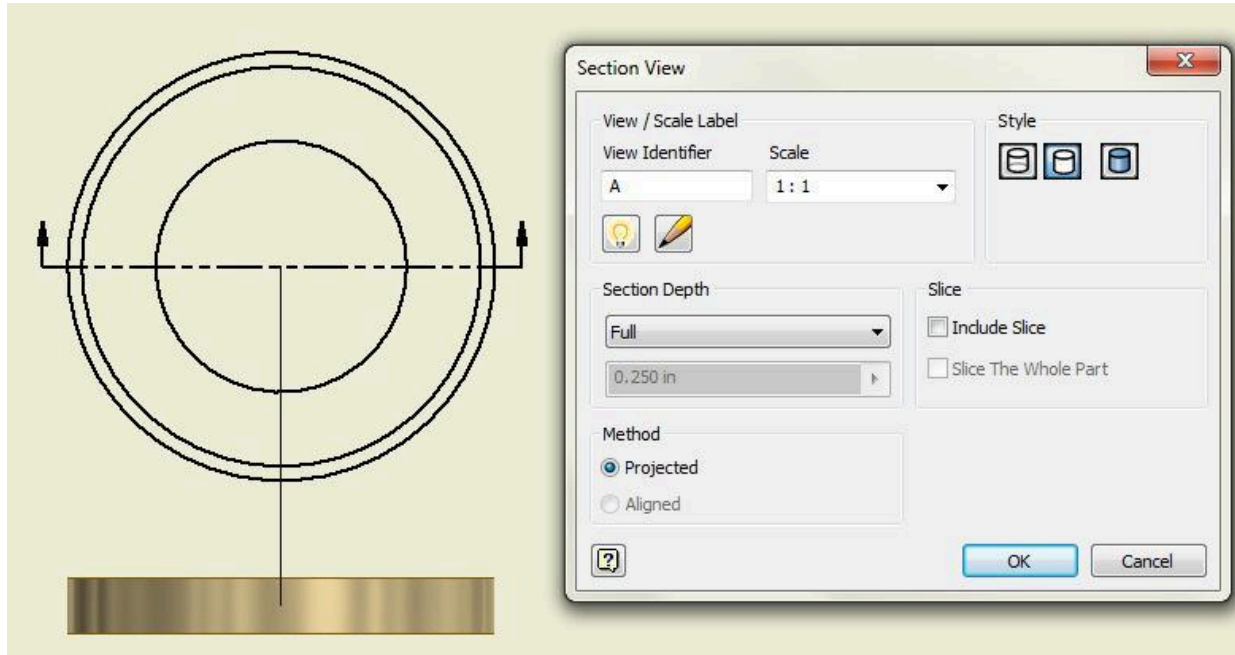 Section View
View / Scale Label
View Identifier
Scale
A
1 : 1
Style
Section Depth
Full
0.250 in
Slice
Include Slice
Slice The Whole Part
Method
Projected
Aligned
?
OK
Cancel